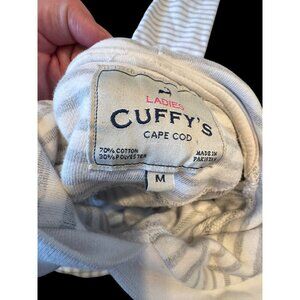 LADIES
CUFFY'S
CAPE COD
70% COTTON
30% POLYESTER
MADE IN
PAKISTAN
M